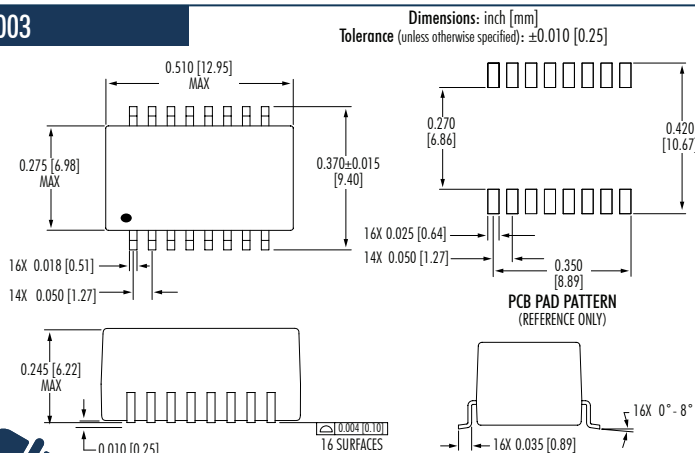 003
Dimensions: inch [mm]
Tolerance (unless otherwise specified): ±0.010 [0.25]
0.510 [12.95]
MAX
0.275 [6.98]
MAX
0.370±0.015
[9.40]
16X 0.018 [0.51]
14X 0.050 [1.27]
0.270
[6.86]
0.420
[10.67]
16X 0.025 [0.64]
14X 0.050 [1.27]
0.350
[8.89]
PCB PAD PATTERN
(REFERENCE ONLY)
0.245 [6.22]
MAX
0.010 [0.25]
0.004 [0.10]
16 SURFACES
16X 0°- 8°
16X 0.035 [0.89]